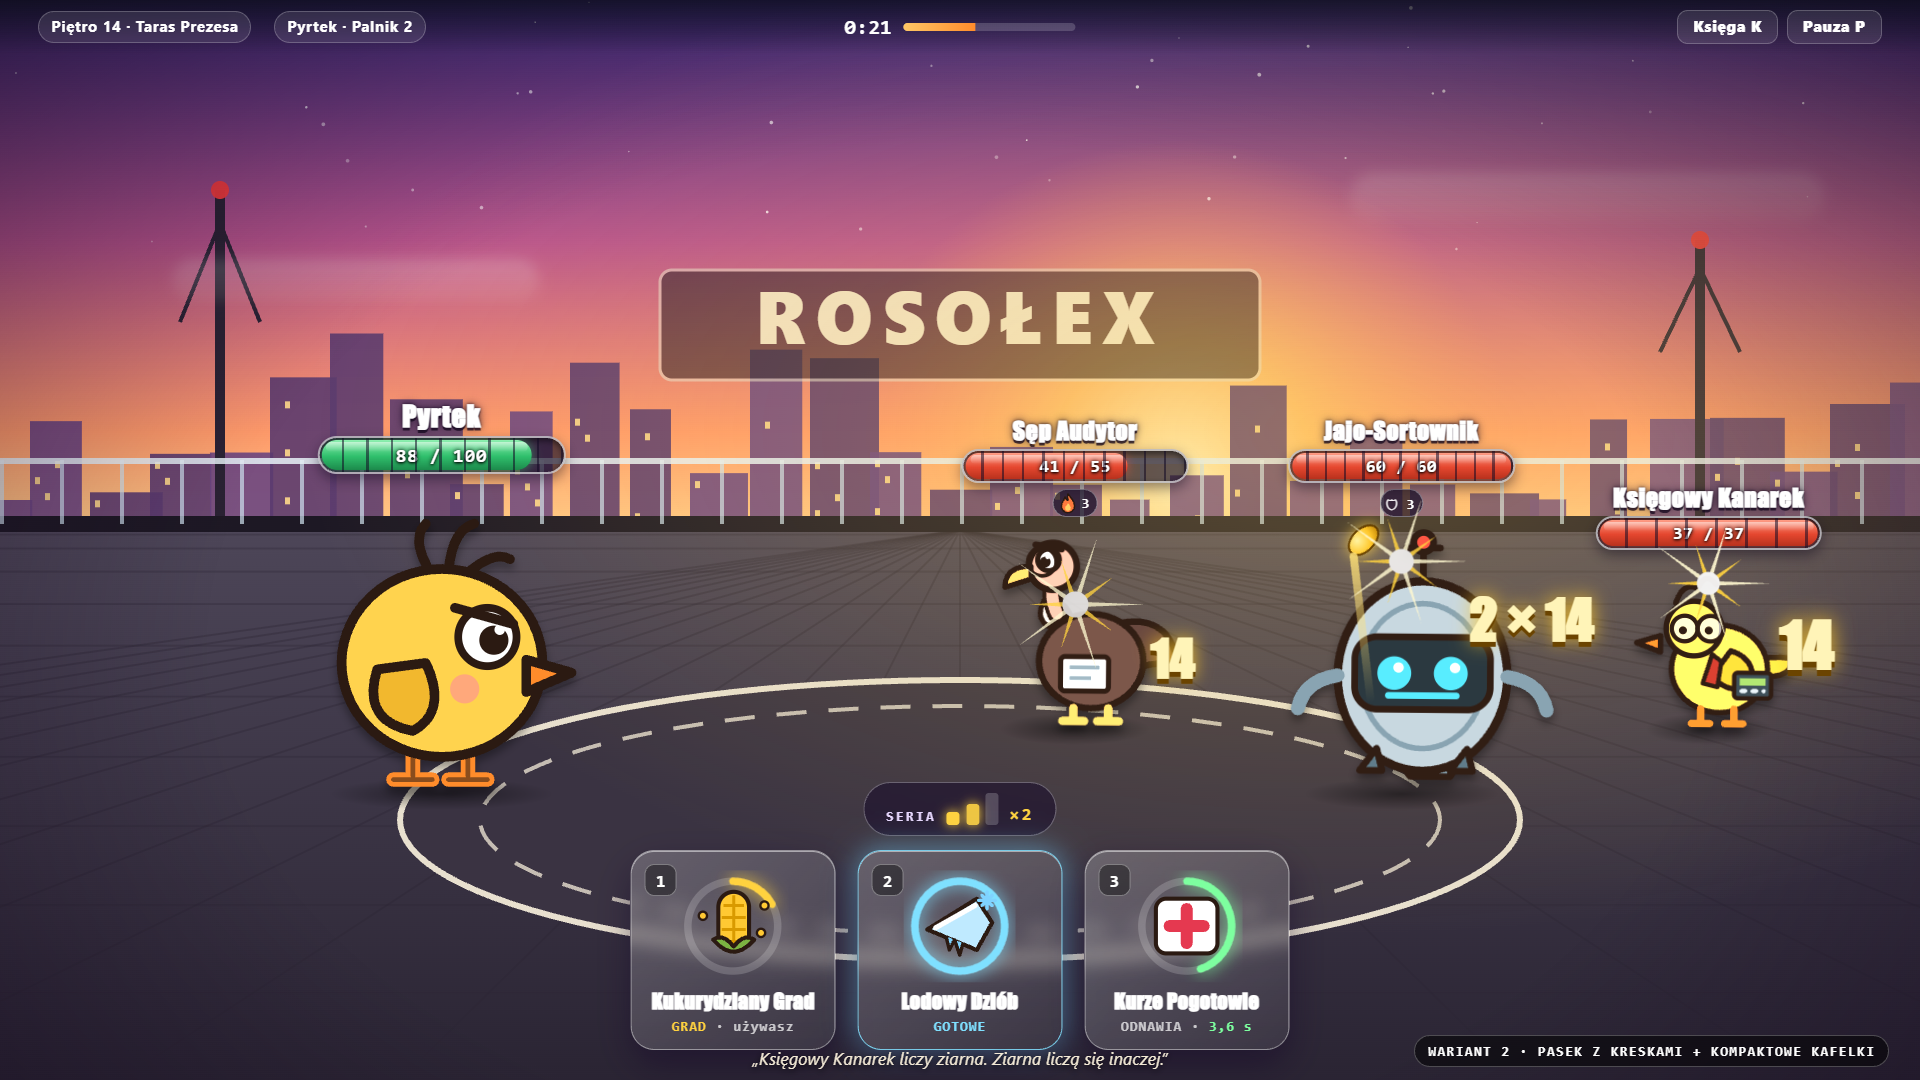 Piętro 14 · Taras Prezesa
Pyrtek · Palnik 2
0:21
Księga K
Pauza P
ROSOŁEX
Pyrtek
88 / 100
Sęp Audytor
41 / 55
3
Jajo-Sortownik
60 / 60
3
Księgowy Kanarek
37 / 37
14
2 × 14
14
SERIA ×2
1
Kukurydziany Grad
GRAD · używasz
2
Lodowy Dziób
GOTOWE
3
Kurze Pogotowie
ODNAWIA · 3,6 s
„Księgowy Kanarek liczy ziarna. Ziarna liczą się inaczej.”
WARIANT 2 · PASEK Z KRESKAMI + KOMPAKTOWE KAFELKI